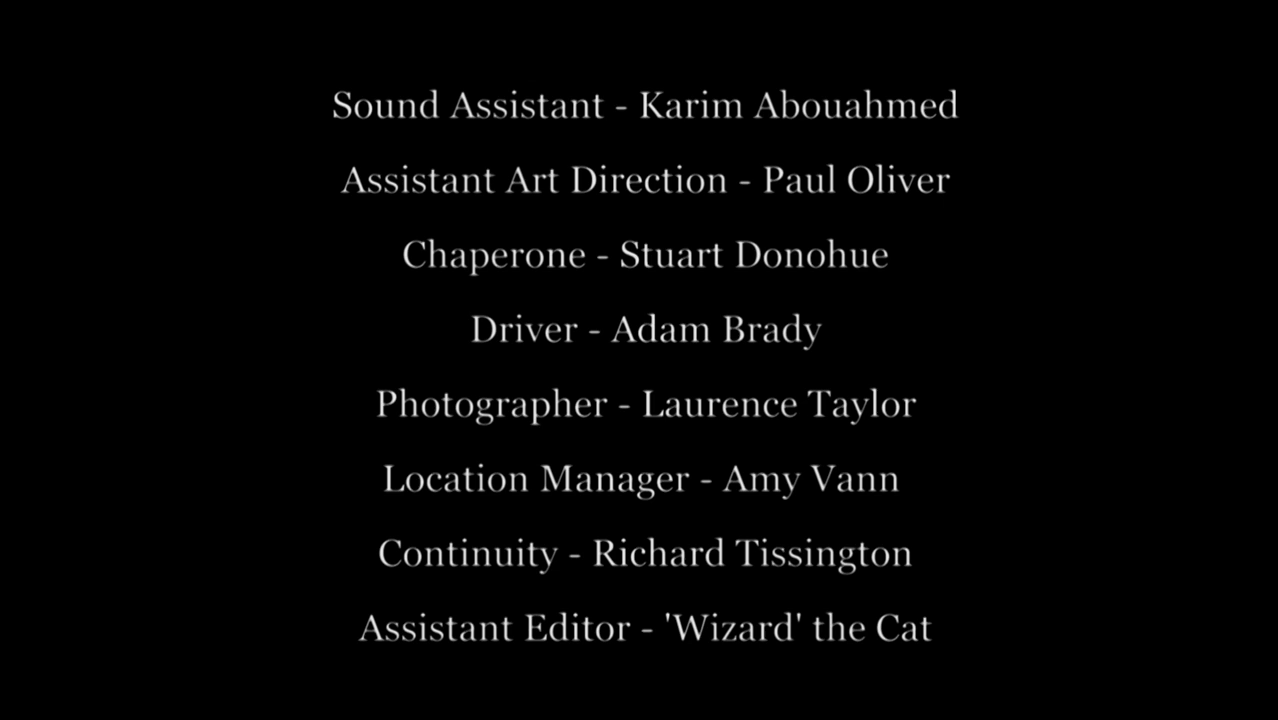 Sound Assistant - Karim Abouahmed
Assistant Art Direction - Paul Oliver
Chaperone - Stuart Donohue
Driver - Adam Brady
Photographer - Laurence Taylor
Location Manager - Amy Vann
Continuity - Richard Tissington
Assistant Editor - 'Wizard' the Cat